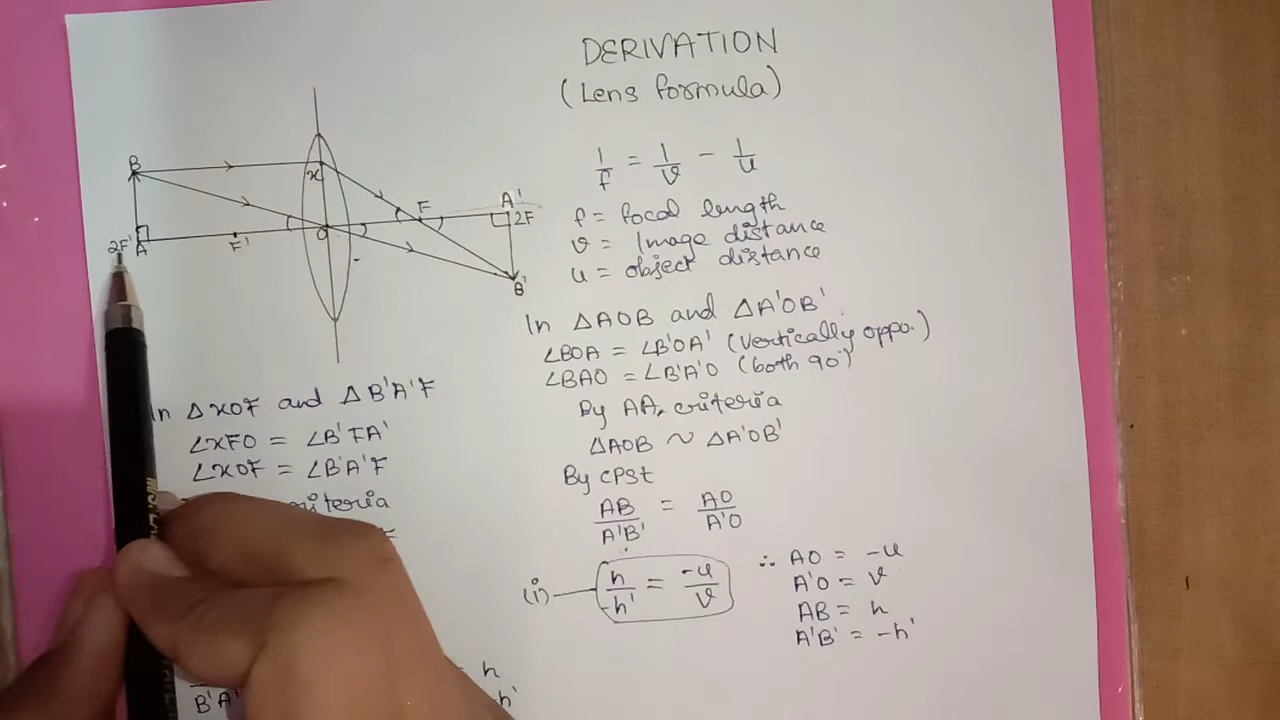 DERIVATION
(Lens formula)
1/f = 1/v - 1/u
f = focal length
v = Image distance
u = object distance
B
x
F
A'
2F
2F'
A
F'
O
B'
In ΔAOB and ΔA'OB'
∠BOA = ∠B'OA' (vertically oppo.)
∠BAO = ∠B'A'O (both 90°)
By AA, criteria
ΔAOB ~ ΔA'OB'
By CPST
AB/A'B' = AO/A'O
(i) h/-h' = -u/v
∴ AO = -u
A'O = v
AB = h
A'B' = -h'
In ΔXOF and ΔB'A'F
∠XFO = ∠B'FA'
∠XOF = ∠B'A'F
B'A'
h
h'